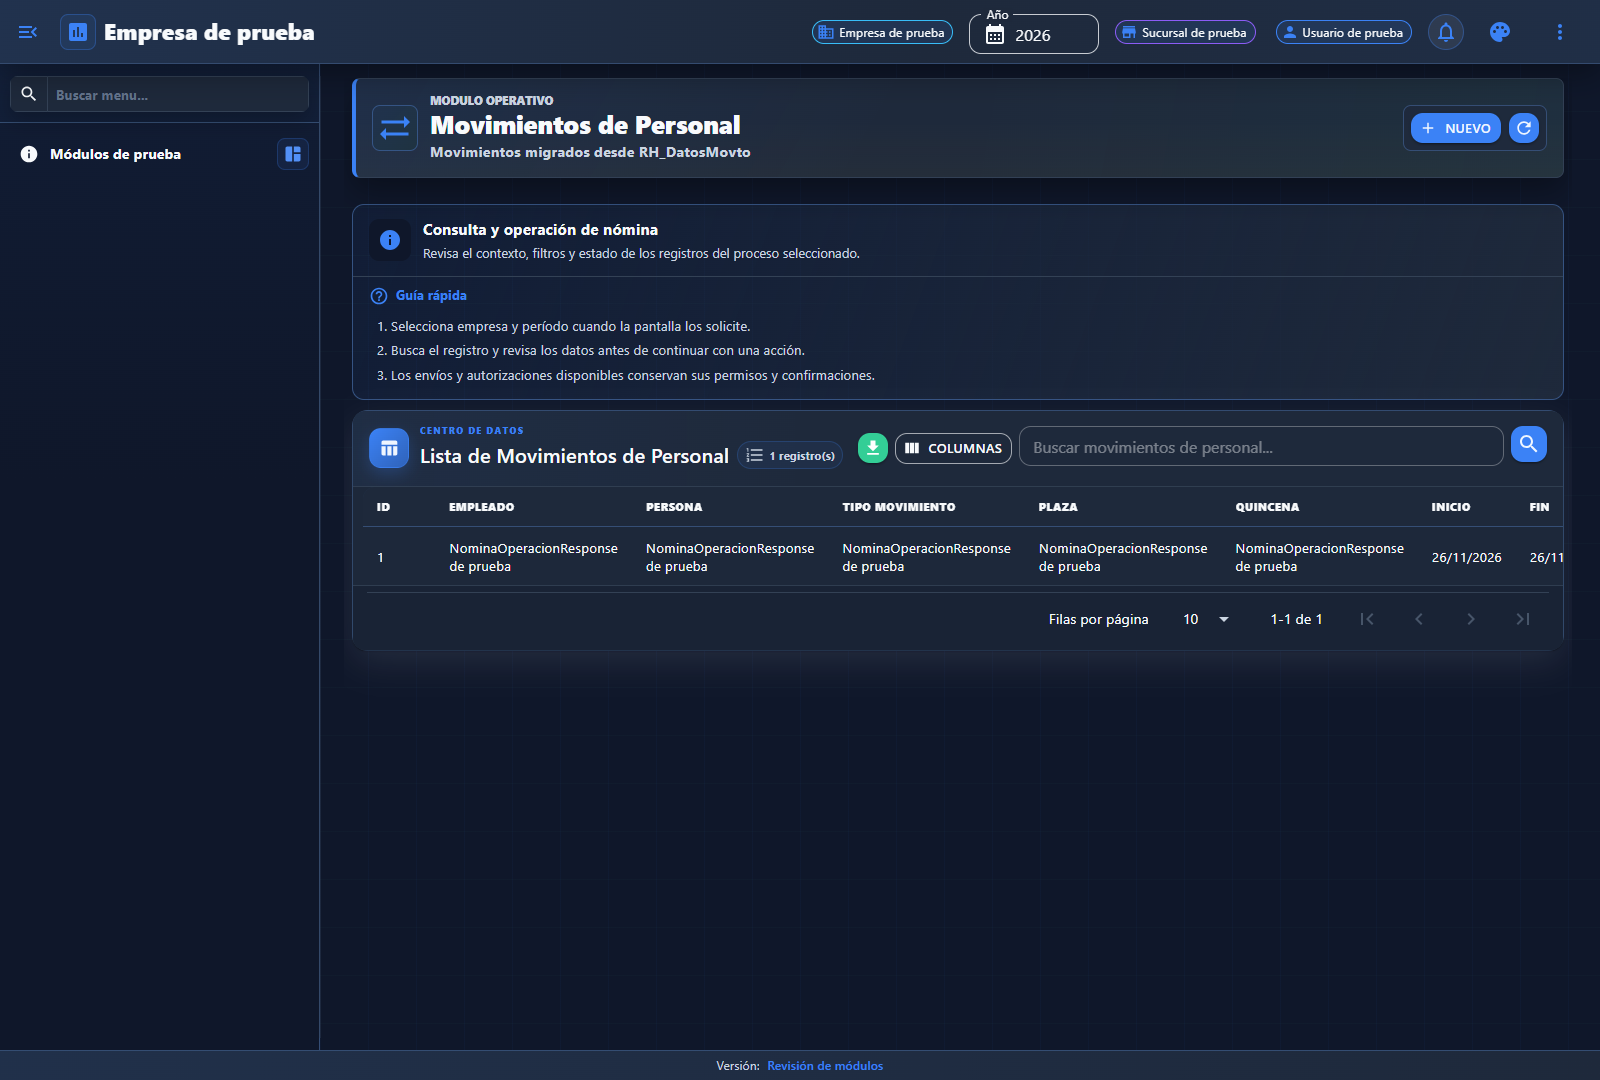 Empresa de prueba
Empresa de prueba
Año
2026
Sucursal de prueba
Usuario de prueba
Buscar menu...
Módulos de prueba
MODULO OPERATIVO
Movimientos de Personal
Movimientos migrados desde RH_DatosMovto
NUEVO
Consulta y operación de nómina
Revisa el contexto, filtros y estado de los registros del proceso seleccionado.
Guía rápida
1. Selecciona empresa y período cuando la pantalla los solicite.
2. Busca el registro y revisa los datos antes de continuar con una acción.
3. Los envíos y autorizaciones disponibles conservan sus permisos y confirmaciones.
CENTRO DE DATOS
Lista de Movimientos de Personal
1 registro(s)
COLUMNAS
Buscar movimientos de personal...
ID EMPLEADO PERSONA TIPO MOVIMIENTO PLAZA QUINCENA INICIO FIN
1 NominaOperacionResponse de prueba NominaOperacionResponse de prueba NominaOperacionResponse de prueba NominaOperacionResponse de prueba NominaOperacionResponse de prueba 26/11/2026 26/11
Filas por página 10 1-1 de 1
Versión: Revisión de módulos